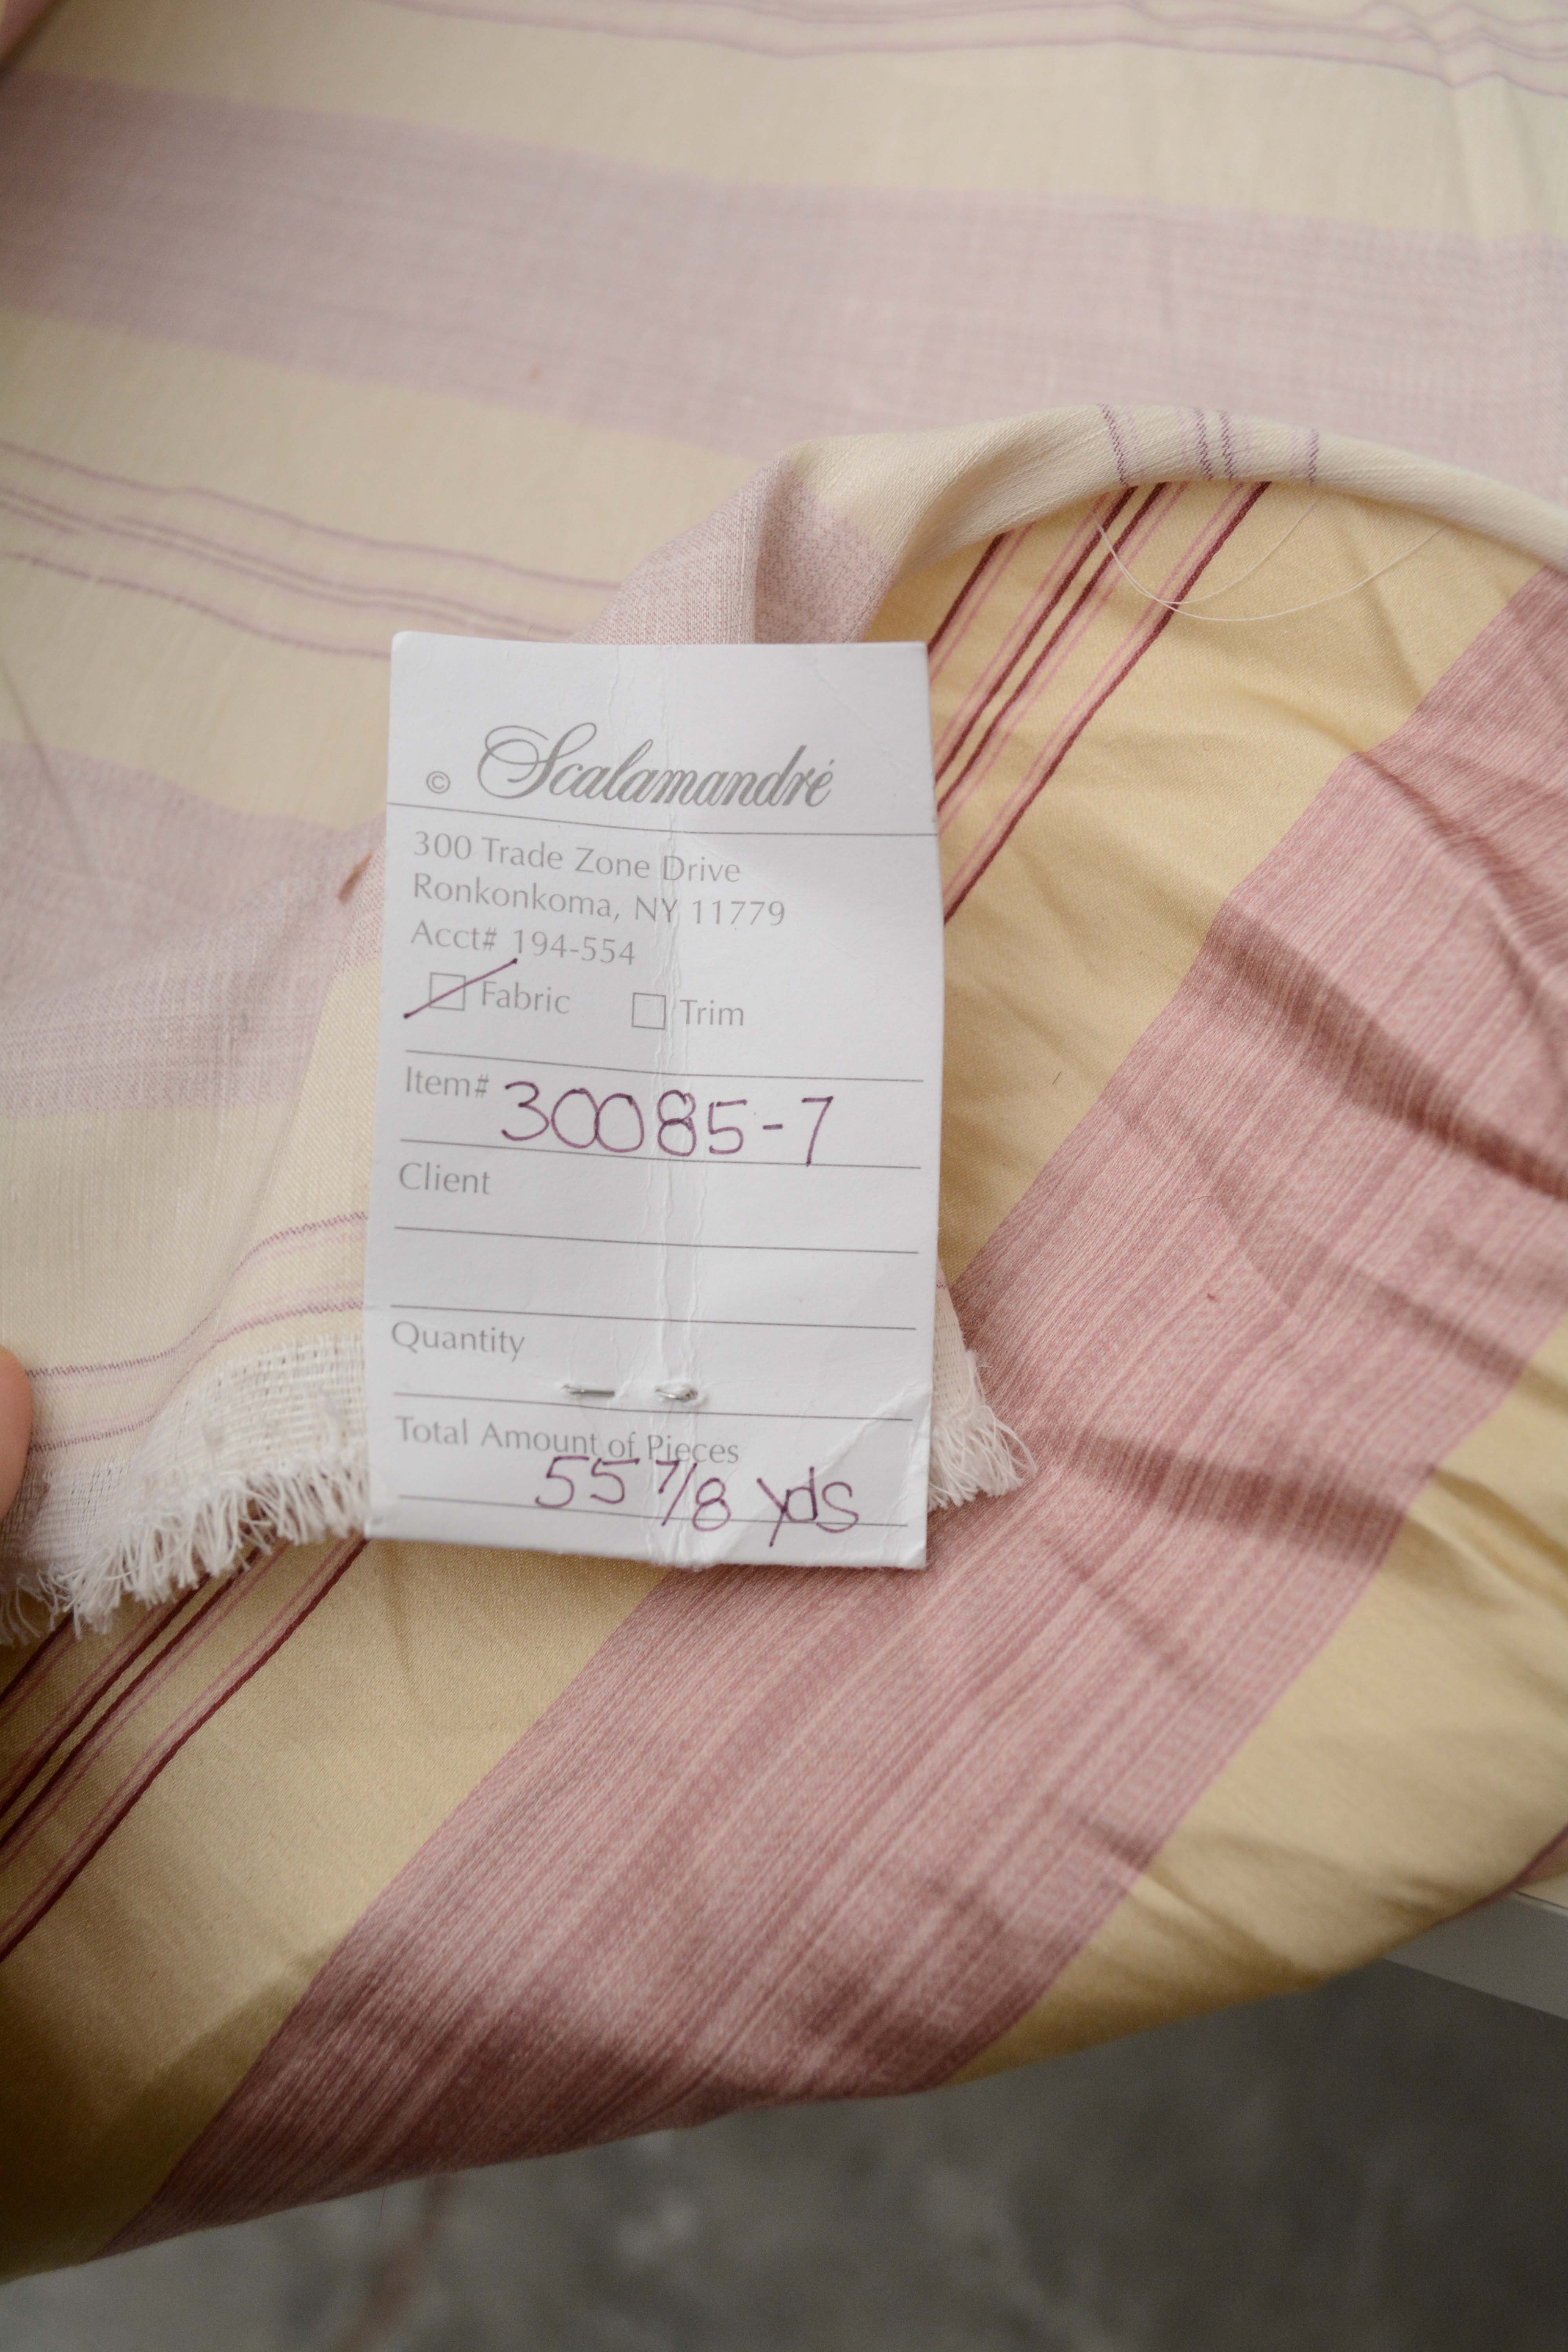 © Scalamandré
300 Trade Zone Drive
Ronkonkoma, NY 11779
Acct# 194-554
Fabric Trim
Item# 30085-7
Client
Quantity
Total Amount of Pieces
55 7/8 yds